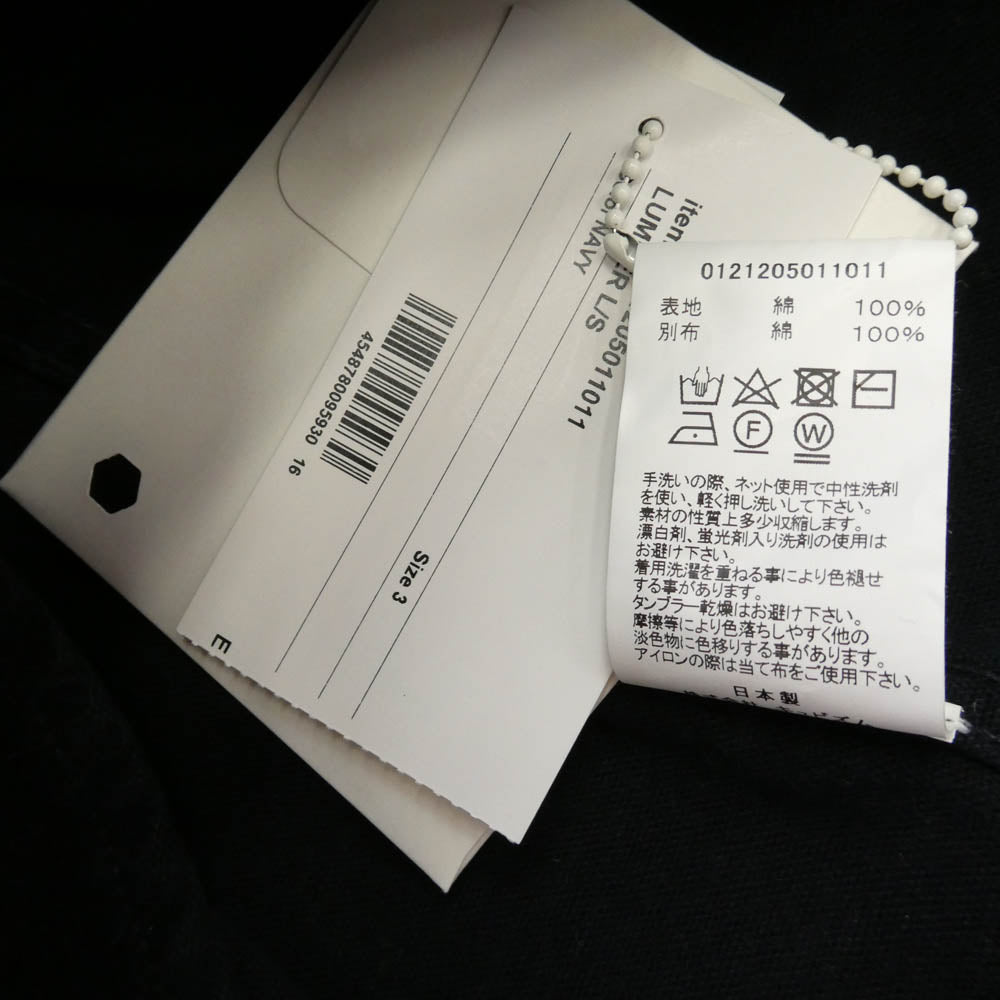 0121205011011
表地 綿 100%
別布 綿 100%
F W
手洗いの際、ネット使用で中性洗剤
を使い、軽く押し洗いして下さい。
素材の性質上多少収縮します。
漂白剤、蛍光剤入り洗剤の使用は
お避け下さい。
着用洗濯を重ねる事により色褪せ
する事があります。
タンブラー乾燥はお避け下さい。
摩擦等により色落ちしやすく他の
淡色物に色移りする事があります。
アイロンの際は当て布をご使用下さい。
日本製
L/S
NAVY
Size 3
4548780095930 16
E